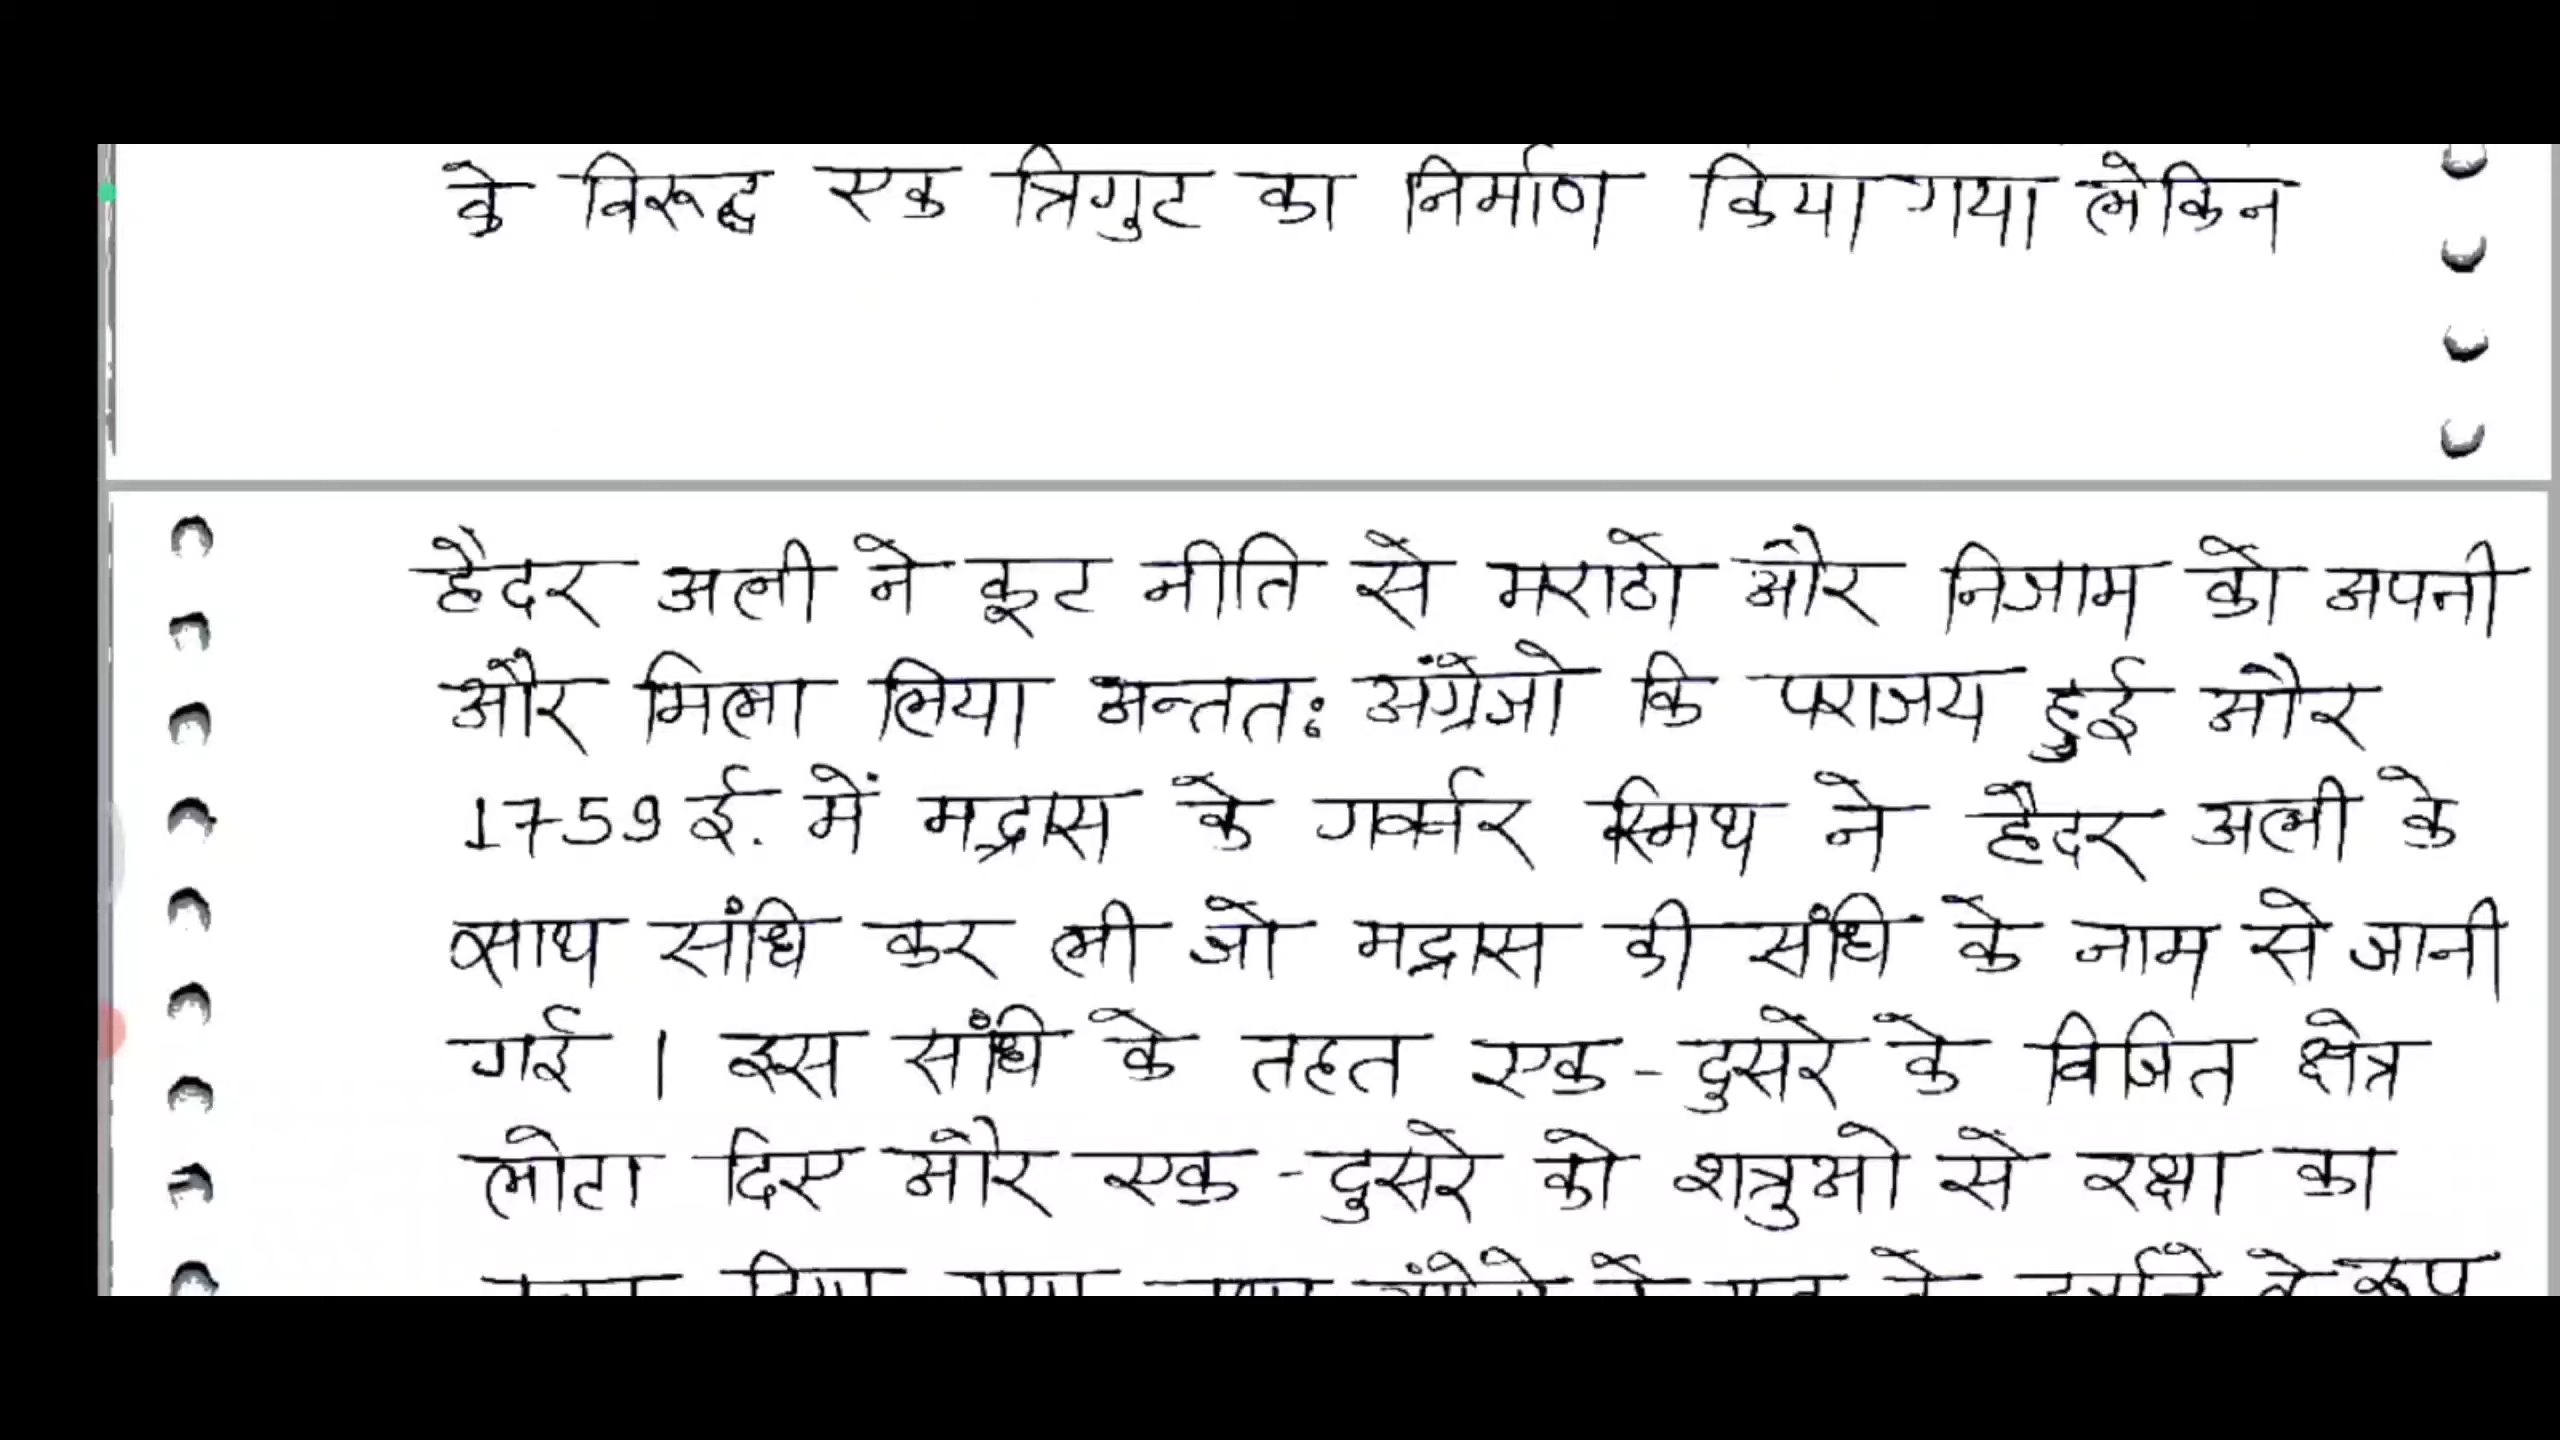 के विरूद्ध एक त्रिगुट का निर्माण किया गया लेकिन
हैदर अली ने कूट नीति से मराठो और निजाम को अपनी
और मिला लिया अन्ततः अंग्रेजो कि पराजय हुई और
1759 ई. में मद्रास के गवर्नर स्मिथ ने हैदर अली के
साथ संधि कर ली जो मद्रास की संधि के नाम से जानी
गई । इस संधि के तहत एक-दुसरे के विजित क्षेत्र
लोटा दिए और एक-दुसरे को शत्रुओ से रक्षा का
रूप